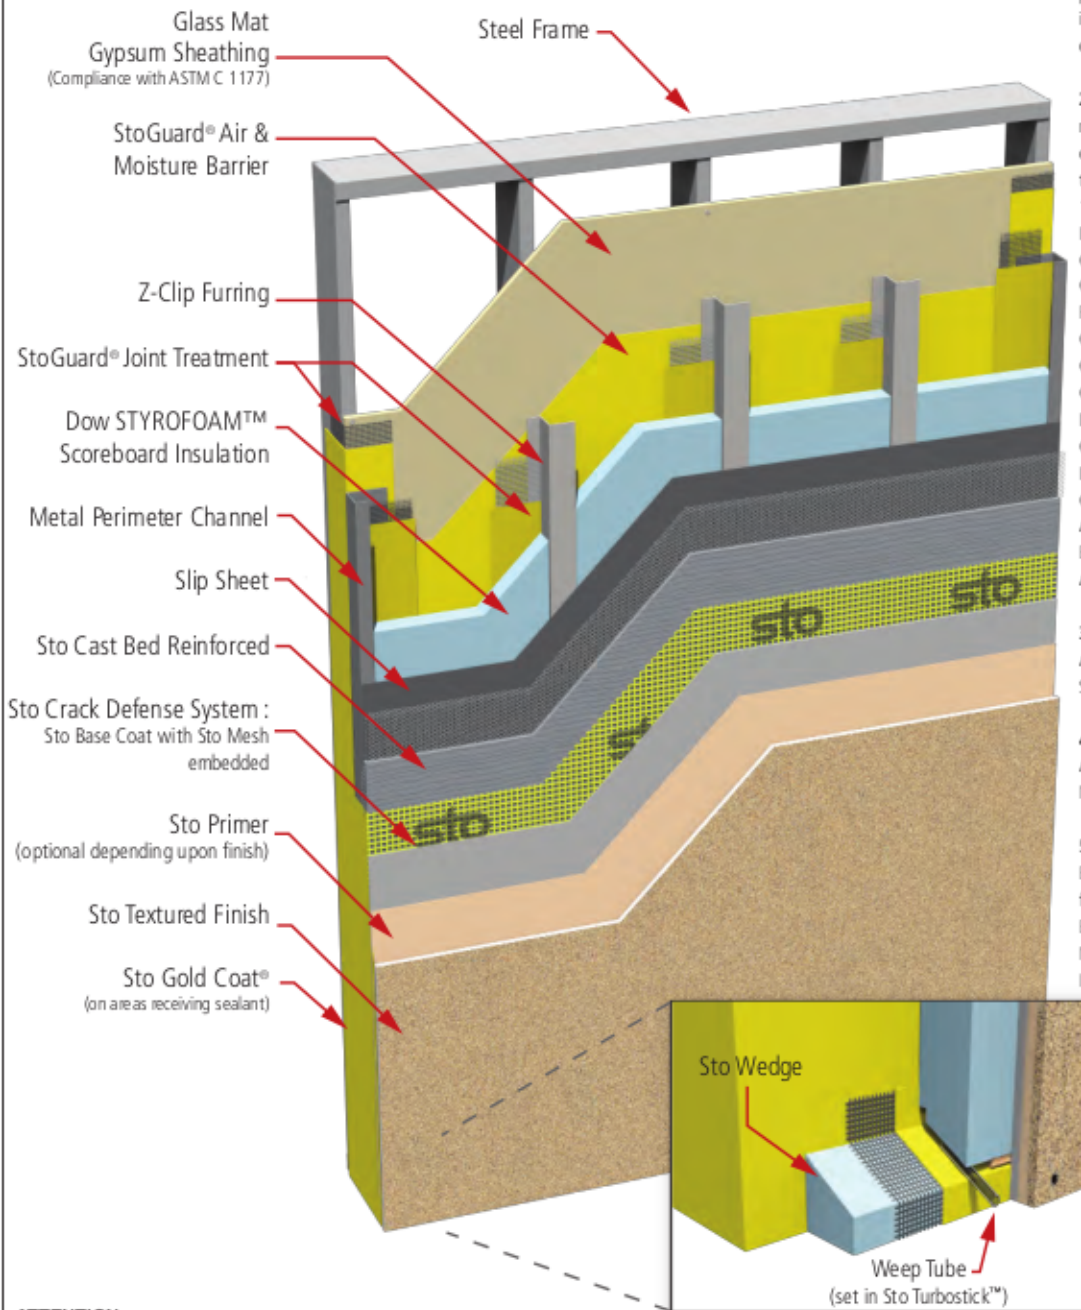 Glass Mat
Gypsum Sheathing
(Compliance with ASTM C 1177)
Steel Frame
StoGuard® Air &
Moisture Barrier
Z-Clip Furring
StoGuard® Joint Treatment
Dow STYROFOAM™
Scoreboard Insulation
Metal Perimeter Channel
Slip Sheet
Sto Cast Bed Reinforced
Sto Crack Defense System :
Sto Base Coat with Sto Mesh
embedded
Sto Primer
(optional depending upon finish)
Sto Textured Finish
Sto Gold Coat®
(on areas receiving sealant)
sto
sto
sto
Sto Wedge
Weep Tube
(set in Sto Turbostick™)